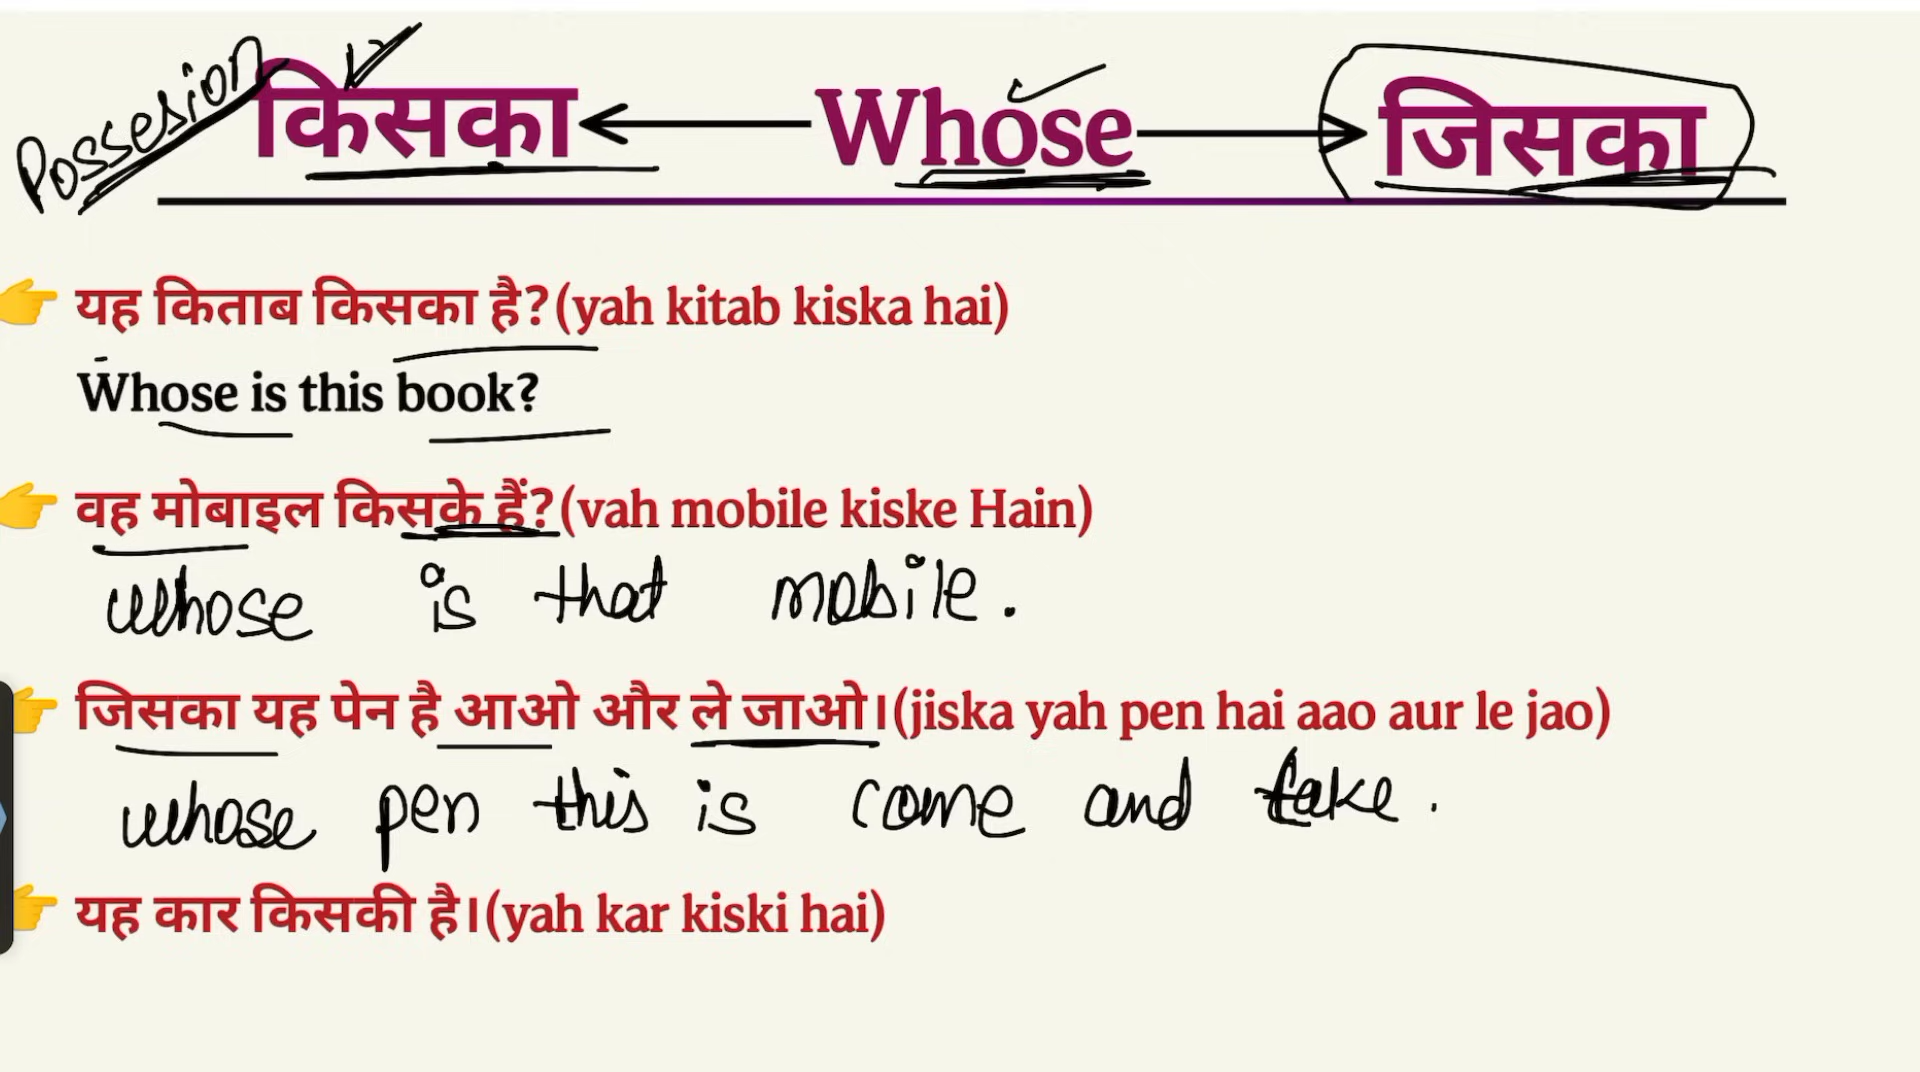 Possesion
किसका Whose जिसका
यह किताब किसका है?(yah kitab kiska hai)
Whose is this book?
वह मोबाइल किसके हैं?(vah mobile kiske Hain)
whose is that mobile.
जिसका यह पेन है आओ और ले जाओ।(jiska yah pen hai aao aur le jao)
whose pen this is come and take.
यह कार किसकी है।(yah kar kiski hai)